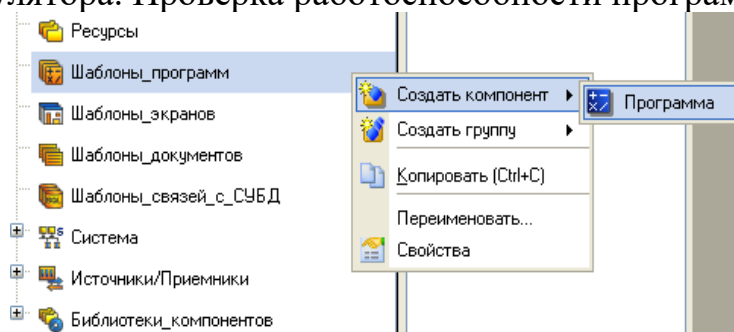 улятора. Проверка работоспособности програм
Ресурсы
Шаблоны_программ
Создать компонент
Программа
Шаблоны_экранов
Создать группу
Шаблоны_документов
Копировать (Ctrl+C)
Шаблоны_связей_с_СУБД
Переименовать...
Система
Свойства
Источники/Приемники
Библиотеки_компонентов